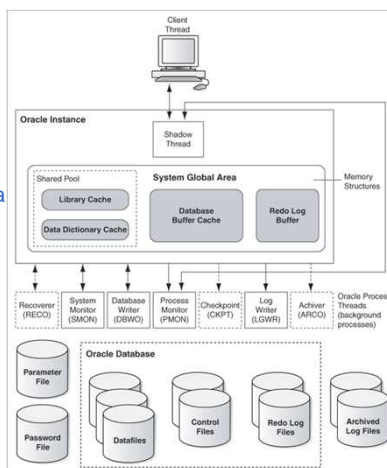 Client
Thread
Oracle Instance
Shadow
Thread
System Global Area
Memory
Structures
Shared Pool
Library Cache
Data Dictionary Cache
Database
Buffer Cache
Redo Log
Buffer
a
Recoverer
(RECO)
System
Monitor
(SMON)
Database
Writer
(DBWO)
Process
Monitor
(PMON)
Checkpoint
(CKPT)
Log
Writer
(LGWR)
Achiver
(ARCO)
Oracle Proces
Threads
(background
processes)
Parameter
File
Password
File
Oracle Database
Datafiles
Control
Files
Redo Log
Files
Archived
Log Files